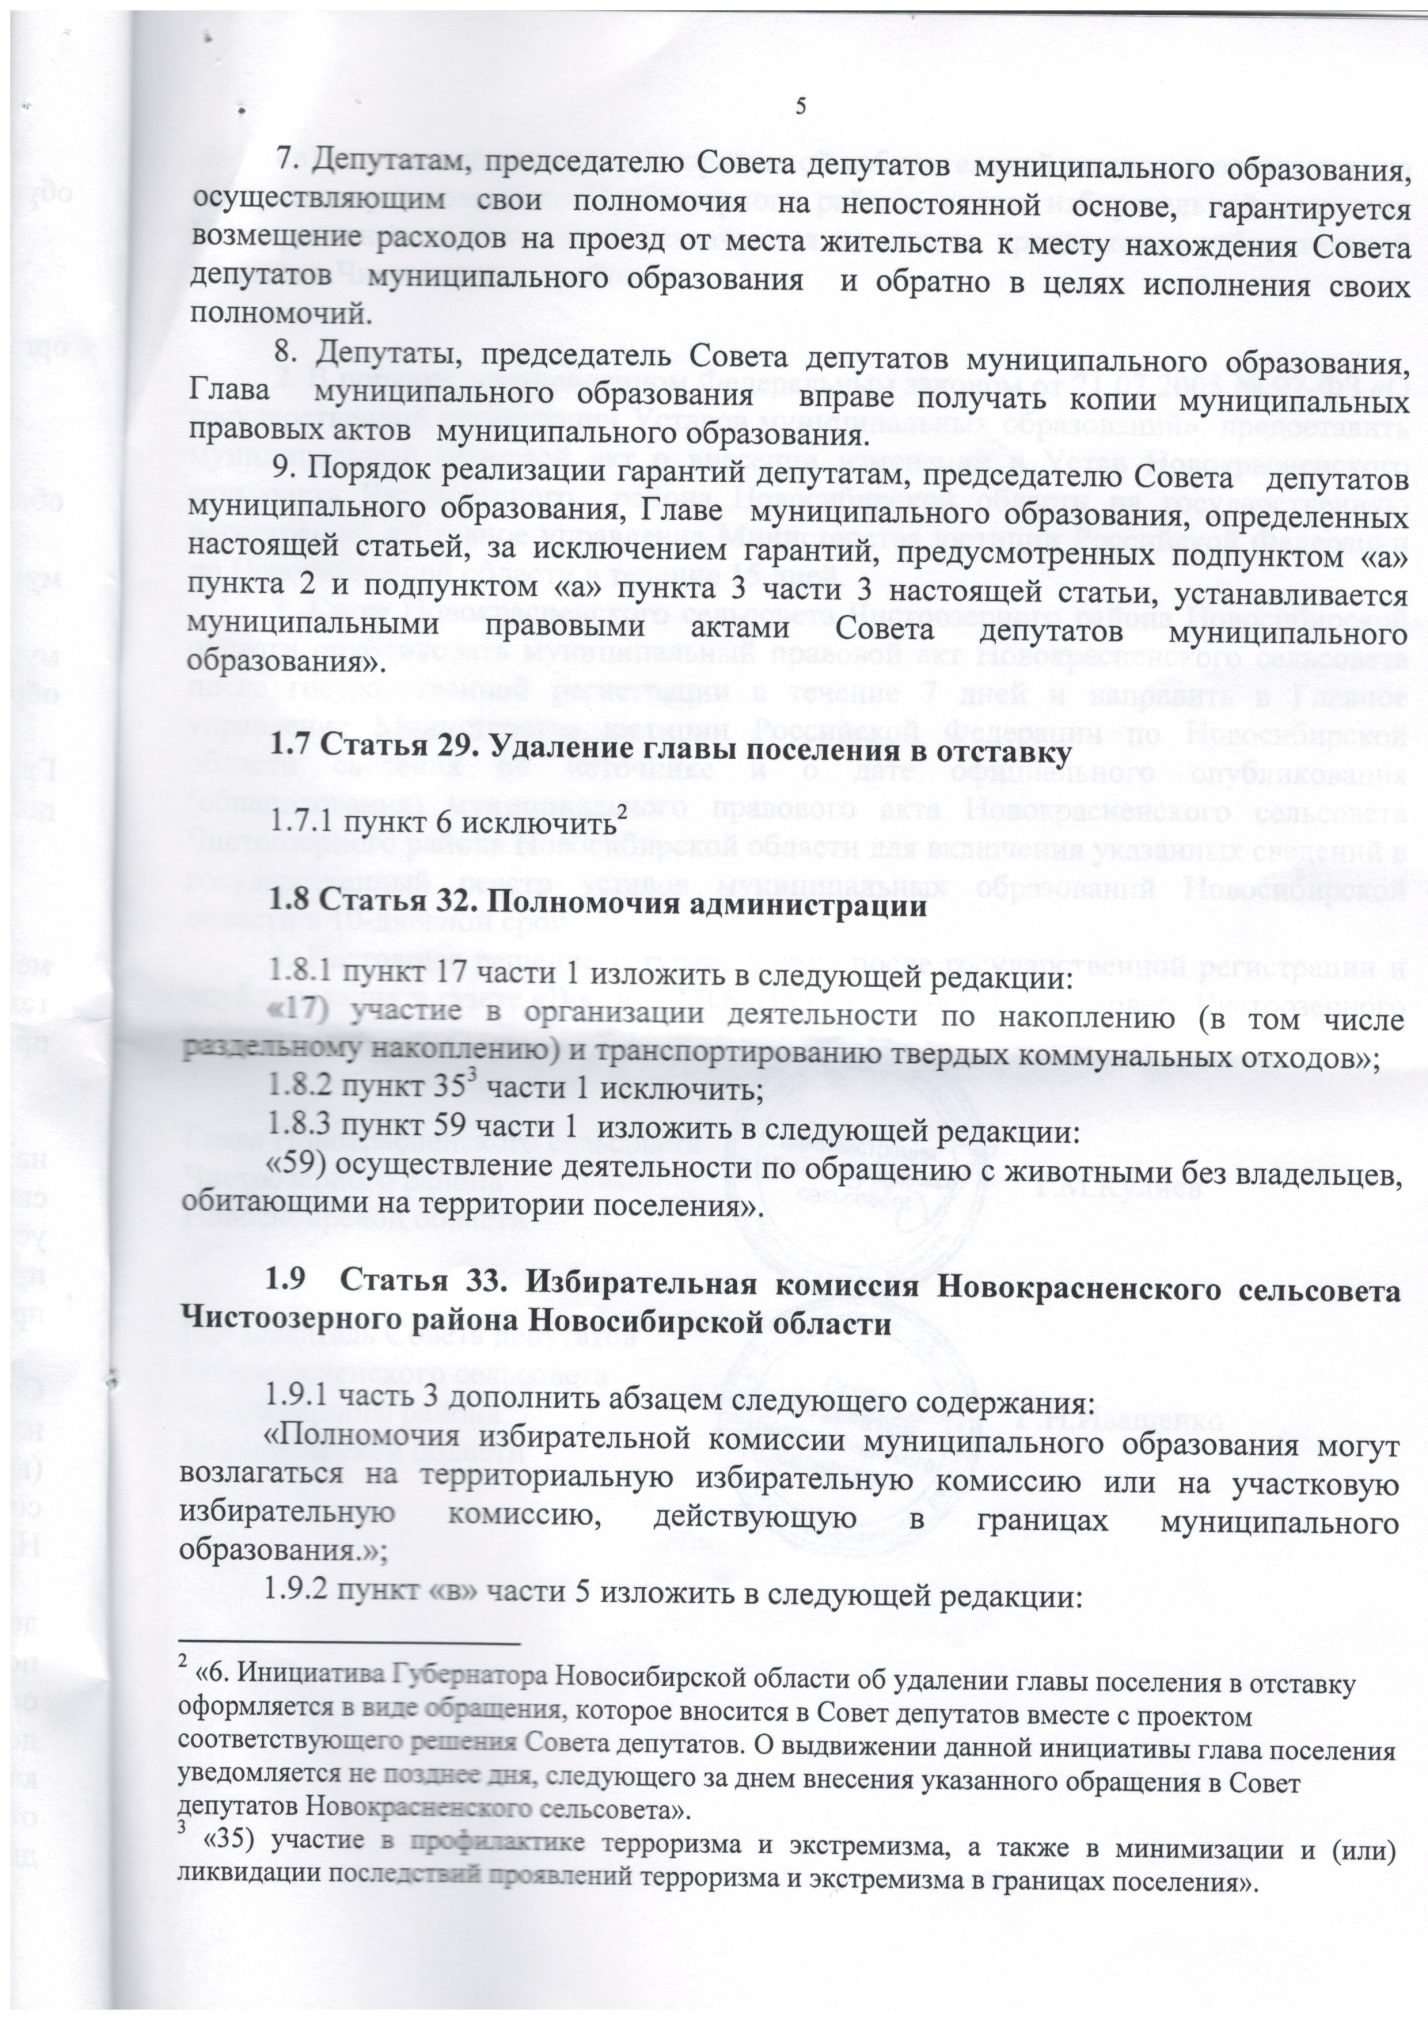 5
7. Депутатам, председателю Совета депутатов муниципального образования,
осуществляющим свои полномочия на непостоянной основе, гарантируется
возмещение расходов на проезд от места жительства к месту нахождения Совета
депутатов муниципального образования и обратно в целях исполнения своих
полномочий.
8. Депутаты, председатель Совета депутатов муниципального образования,
Глава муниципального образования вправе получать копии муниципальных
правовых актов муниципального образования.
9. Порядок реализации гарантий депутатам, председателю Совета депутатов
муниципального образования, Главе муниципального образования, определенных
настоящей статьей, за исключением гарантий, предусмотренных подпунктом «а»
пункта 2 и подпунктом «а» пункта 3 части 3 настоящей статьи, устанавливается
муниципальными правовыми актами Совета депутатов муниципального
образования».
1.7 Статья 29. Удаление главы поселения в отставку
1.7.1 пункт 6 исключить²
1.8 Статья 32. Полномочия администрации
1.8.1 пункт 17 части 1 изложить в следующей редакции:
«17) участие в организации деятельности по накоплению (в том числе
раздельному накоплению) и транспортированию твердых коммунальных отходов»;
1.8.2 пункт 35³ части 1 исключить;
1.8.3 пункт 59 части 1 изложить в следующей редакции:
«59) осуществление деятельности по обращению с животными без владельцев,
обитающими на территории поселения».
1.9 Статья 33. Избирательная комиссия Новокрасненского сельсовета
Чистоозерного района Новосибирской области
1.9.1 часть 3 дополнить абзацем следующего содержания:
«Полномочия избирательной комиссии муниципального образования могут
возлагаться на территориальную избирательную комиссию или на участковую
избирательную комиссию, действующую в границах муниципального
образования.»;
1.9.2 пункт «в» части 5 изложить в следующей редакции:
² «6. Инициатива Губернатора Новосибирской области об удалении главы поселения в отставку
оформляется в виде обращения, которое вносится в Совет депутатов вместе с проектом
соответствующего решения Совета депутатов. О выдвижении данной инициативы глава поселения
уведомляется не позднее дня, следующего за днем внесения указанного обращения в Совет
депутатов Новокрасненского сельсовета».
³ «35) участие в профилактике терроризма и экстремизма, а также в минимизации и (или)
ликвидации последствий проявлений терроризма и экстремизма в границах поселения».